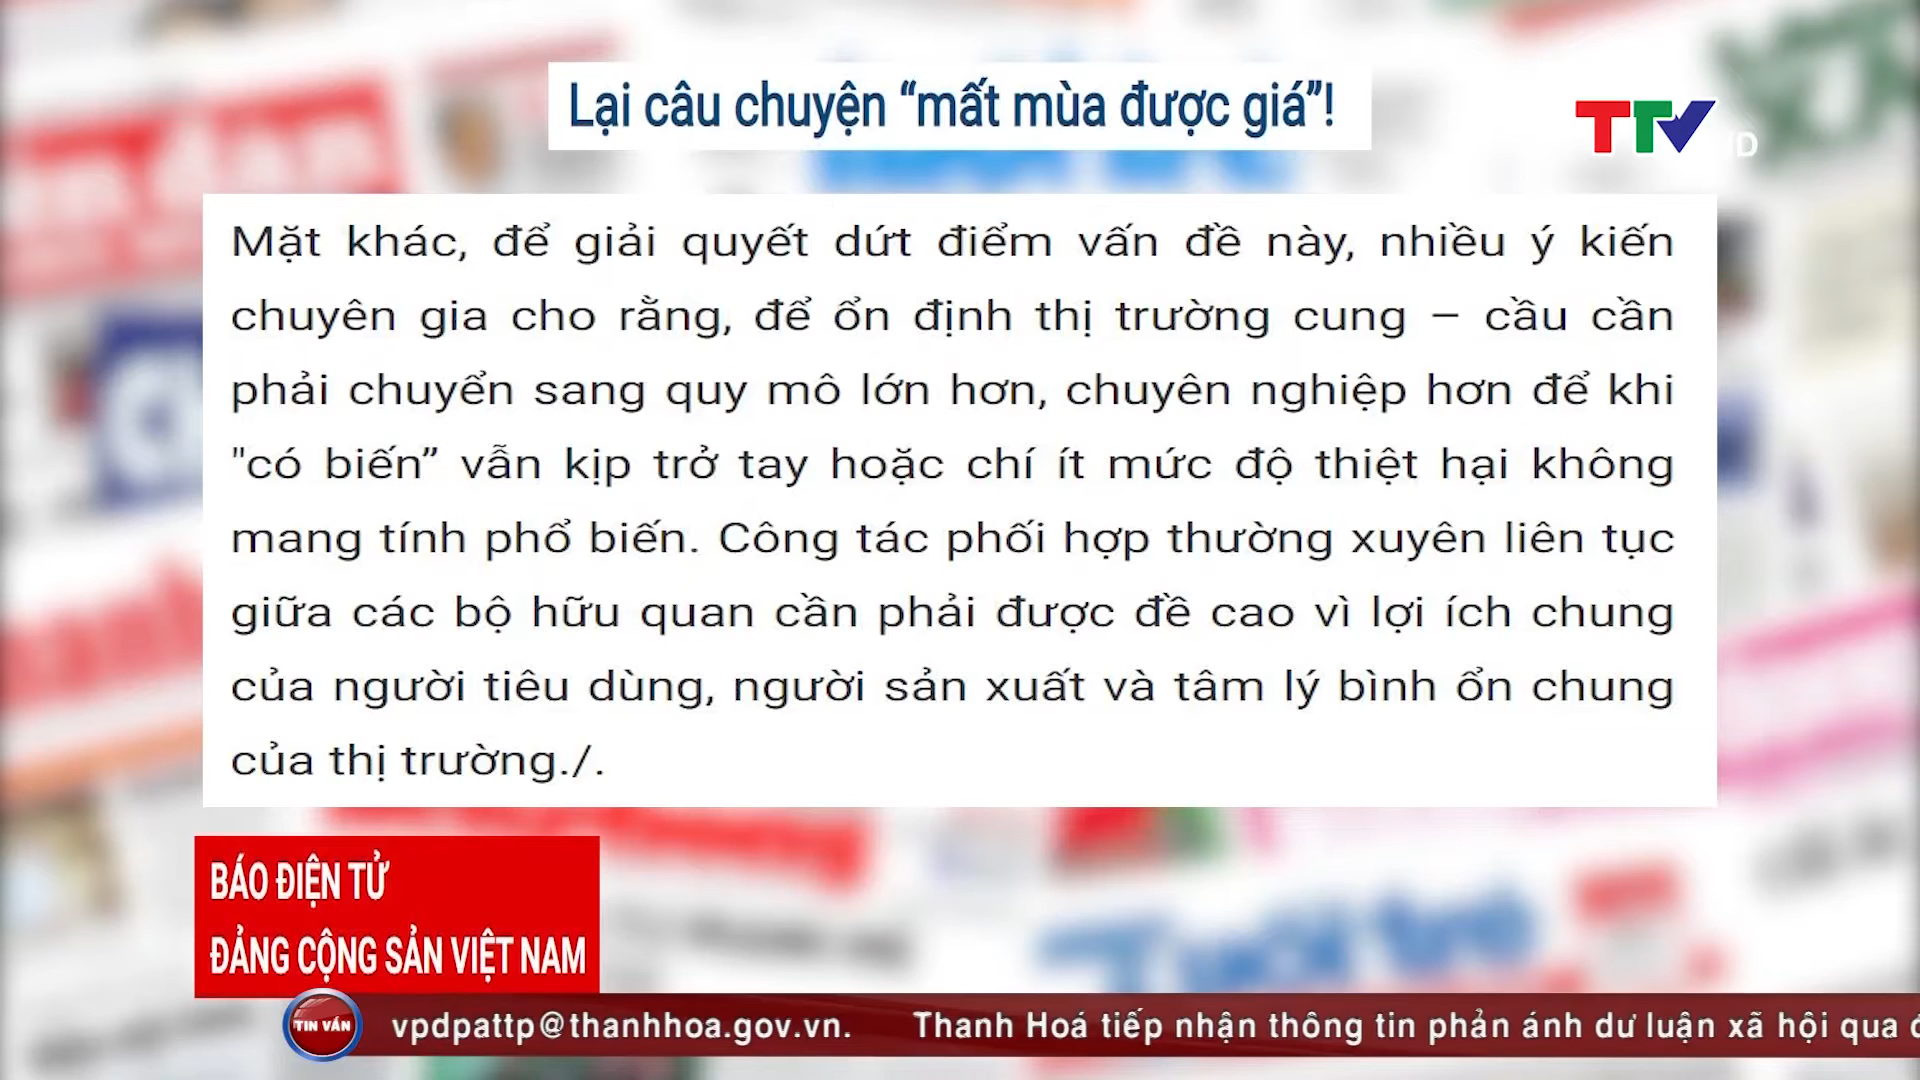 Lại câu chuyện “mất mùa được giá”!
TTV HD
Mặt khác, để giải quyết dứt điểm vấn đề này, nhiều ý kiến
chuyên gia cho rằng, để ổn định thị trường cung – cầu cần
phải chuyển sang quy mô lớn hơn, chuyên nghiệp hơn để khi
"có biến” vẫn kịp trở tay hoặc chí ít mức độ thiệt hại không
mang tính phổ biến. Công tác phối hợp thường xuyên liên tục
giữa các bộ hữu quan cần phải được đề cao vì lợi ích chung
của người tiêu dùng, người sản xuất và tâm lý bình ổn chung
của thị trường./.
BÁO ĐIỆN TỬ
ĐẢNG CỘNG SẢN VIỆT NAM
TIN VẮN
vpdpattp@thanhhoa.gov.vn. Thanh Hoá tiếp nhận thông tin phản ánh dư luận xã hội qua